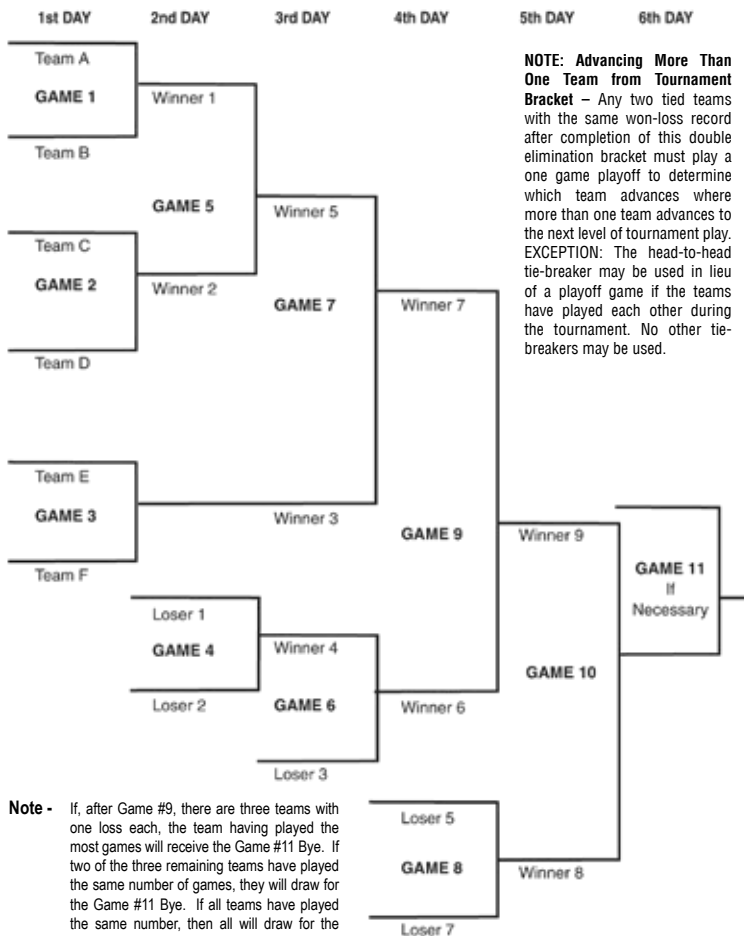 1st DAY 2nd DAY 3rd DAY 4th DAY 5th DAY 6th DAY
Team A
GAME 1
Team B
Winner 1
GAME 5
Team C
GAME 2
Winner 2
Team D
Winner 5
GAME 7
Winner 7
NOTE: Advancing More Than
One Team from Tournament
Bracket – Any two tied teams
with the same won-loss record
after completion of this double
elimination bracket must play a
one game playoff to determine
which team advances where
more than one team advances to
the next level of tournament play.
EXCEPTION: The head-to-head
tie-breaker may be used in lieu
of a playoff game if the teams
have played each other during
the tournament. No other tie-
breakers may be used.
Team E
GAME 3
Winner 3
Team F
GAME 9
Winner 9
GAME 11
If
Necessary
Loser 1
GAME 4
Winner 4
Loser 2
GAME 6
Winner 6
GAME 10
Loser 3
Note - If, after Game #9, there are three teams with
one loss each, the team having played the
most games will receive the Game #11 Bye. If
two of the three remaining teams have played
the same number of games, they will draw for
the Game #11 Bye. If all teams have played
the same number, then all will draw for the
Loser 5
GAME 8
Winner 8
Loser 7